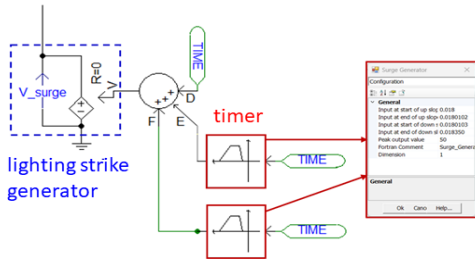 TIME
R=0
V
V_surge
D
F
E
timer
lighting strike
generator
TIME
TIME
Surge Generator
Configuration
General
Input at start of up slop 0.018
Input at end of up slop 0.0180102
Input at start of down s 0.0180103
Input at end of down sl 0.018350
Peak output value 50
Fortran Comment Surge_Genera
Dimension 1
General
Ok Canc Help...